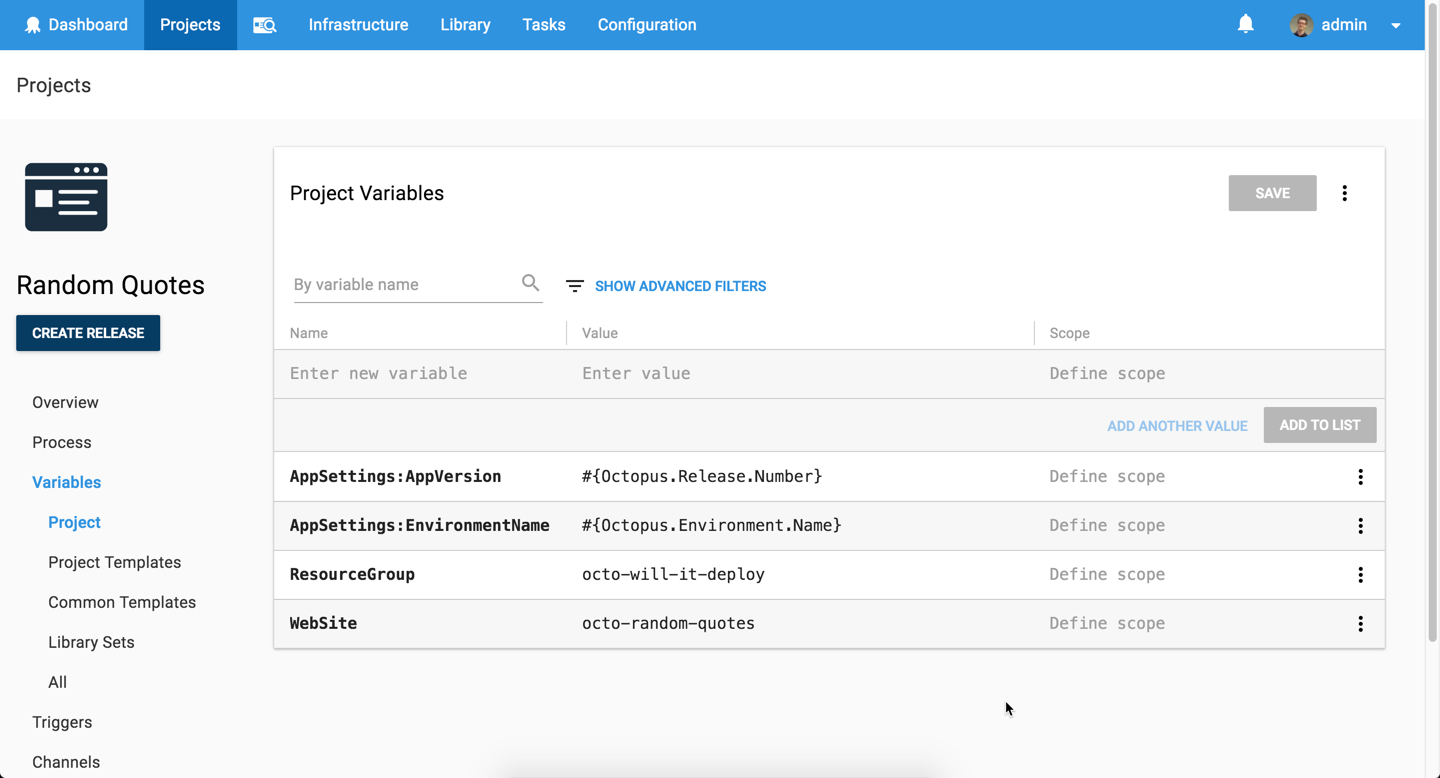 Dashboard Projects Infrastructure Library Tasks Configuration admin
Projects
Project Variables SAVE
Random Quotes
CREATE RELEASE
Overview
Process
Variables
Project
Project Templates
Common Templates
Library Sets
All
Triggers
Channels
By variable name SHOW ADVANCED FILTERS
Name Value Scope
Enter new variable Enter value Define scope
ADD ANOTHER VALUE ADD TO LIST
AppSettings:AppVersion #{Octopus.Release.Number} Define scope
AppSettings:EnvironmentName #{Octopus.Environment.Name} Define scope
ResourceGroup octo-will-it-deploy Define scope
WebSite octo-random-quotes Define scope